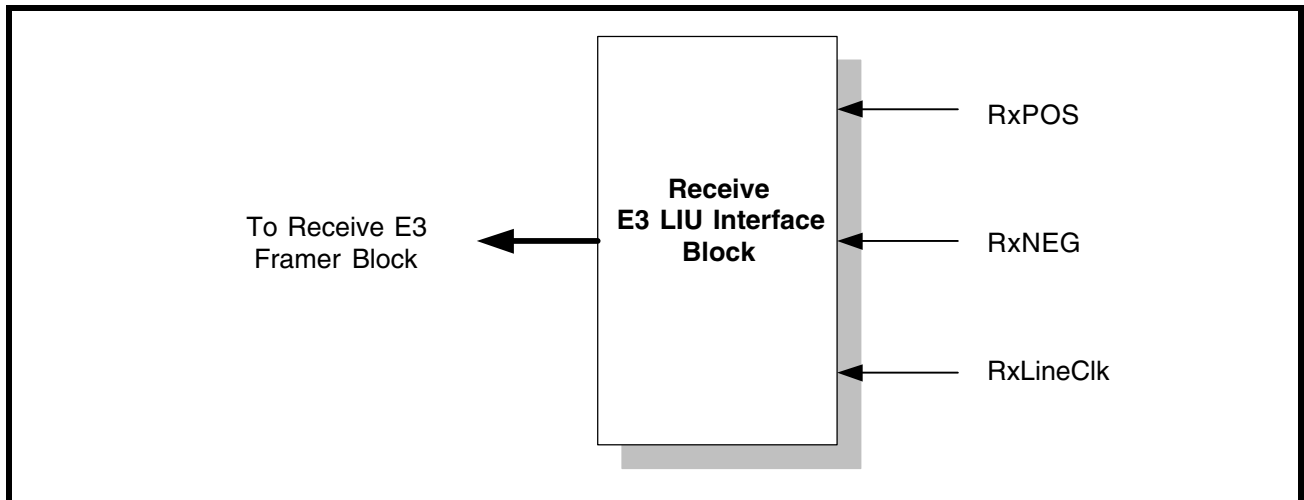 To Receive E3
Framer Block
Receive
E3 LIU Interface
Block
RxPOS
RxNEG
RxLineClk